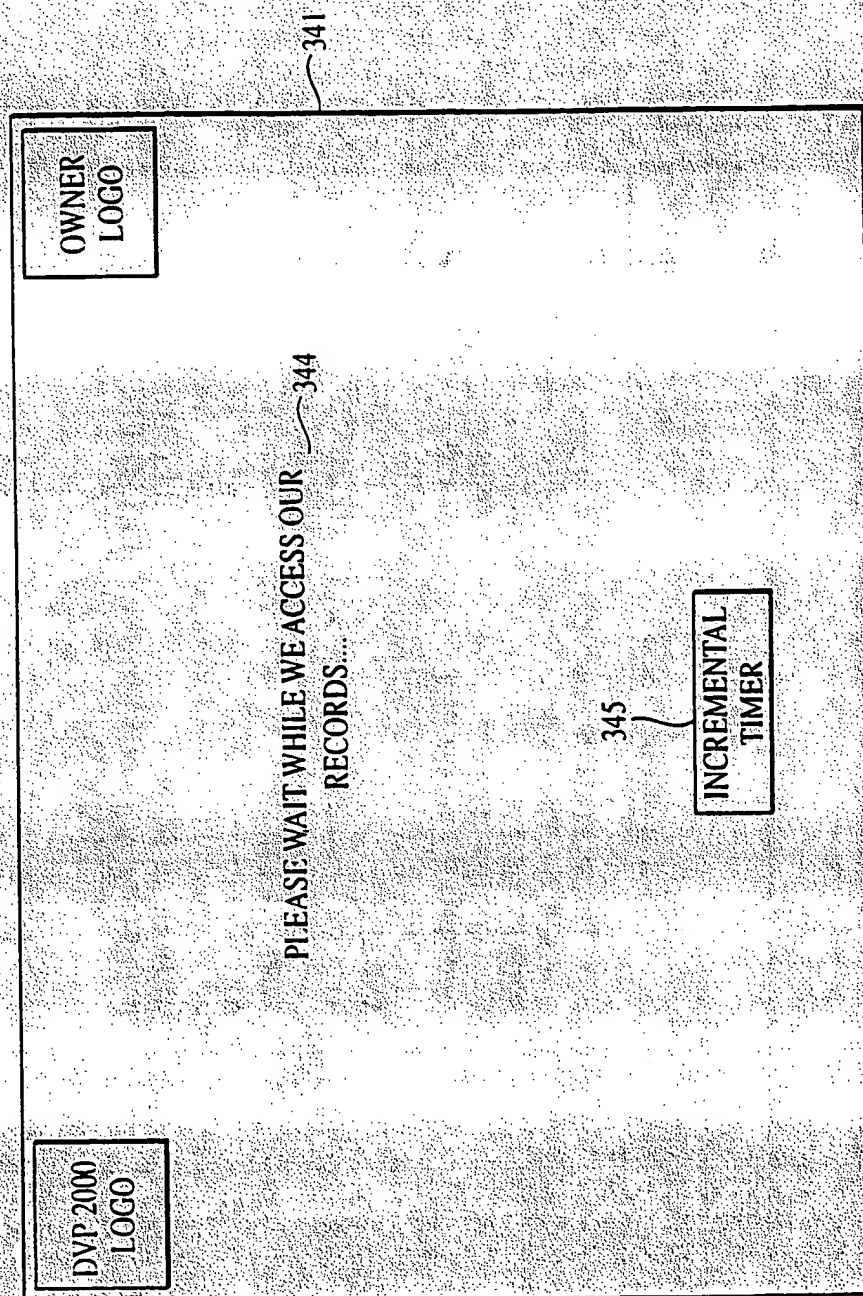 DVP 2000
LOGO
OWNER
LOGO
341
PLEASE WAIT WHILE WE ACCESS OUR
RECORDS....
344
345
INCREMENTAL
TIMER